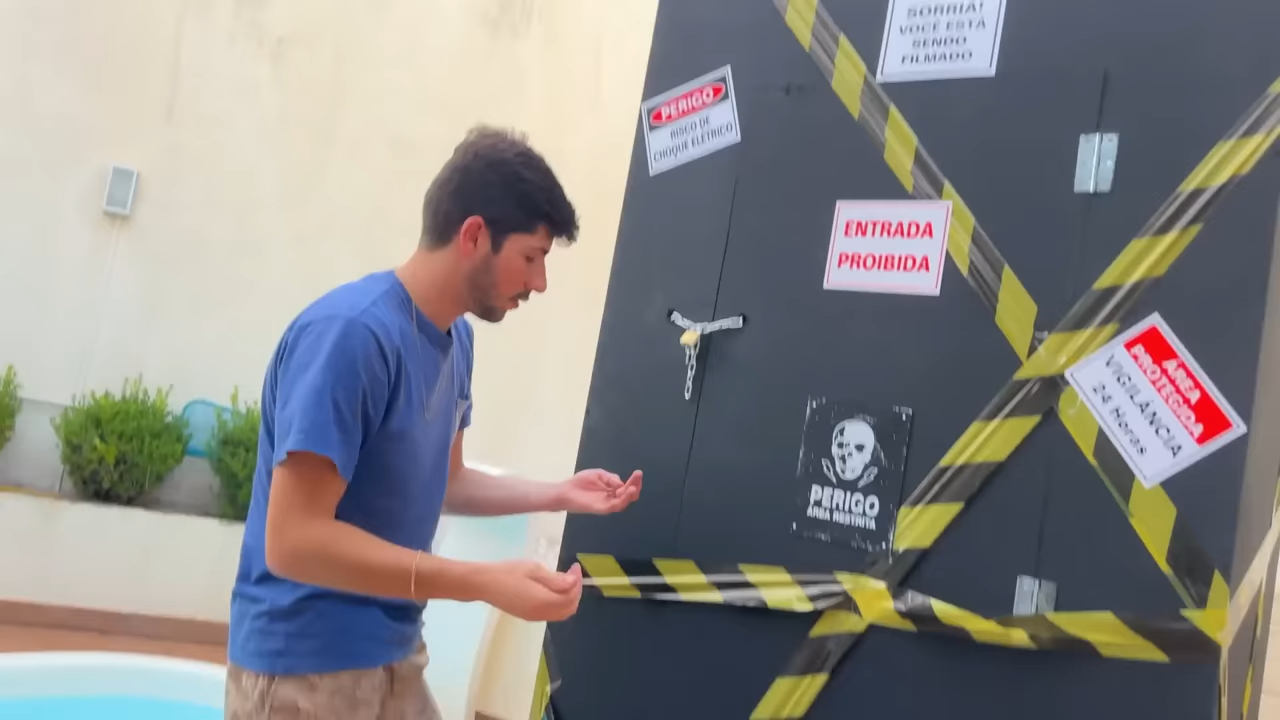 SORRIA!
VOCÊ ESTÁ
SENDO
FILMADO
PERIGO
RISCO DE
CHOQUE ELÉTRICO
ENTRADA
PROIBIDA
ÁREA
PROTEGIDA
VIGILÂNCIA
24 Horas
PERIGO
ÁREA RESTRITA